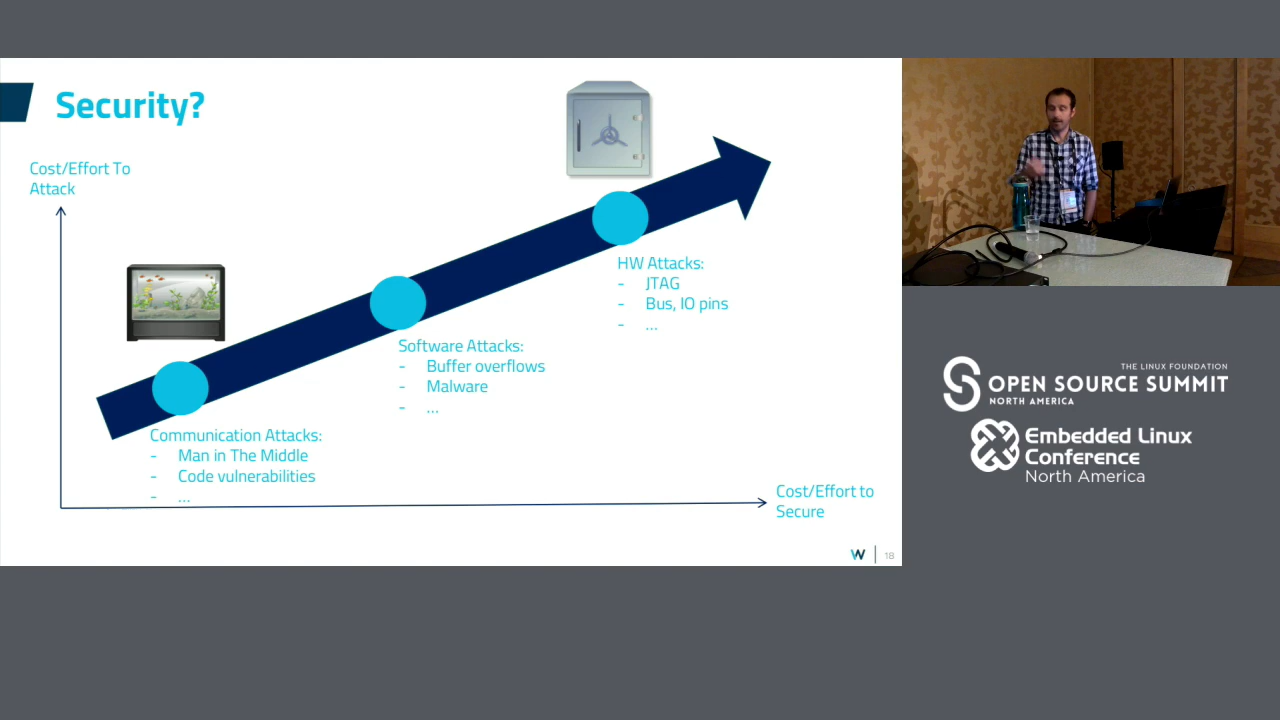 Security?
Cost/Effort To
Attack
HW Attacks:
- JTAG
- Bus, IO pins
- ...
Software Attacks:
- Buffer overflows
- Malware
- ...
Communication Attacks:
- Man in The Middle
- Code vulnerabilities
- ...
Cost/Effort to
Secure
W
18
THE LINUX FOUNDATION
OPEN SOURCE SUMMIT
NORTH AMERICA
Embedded Linux
Conference
North America